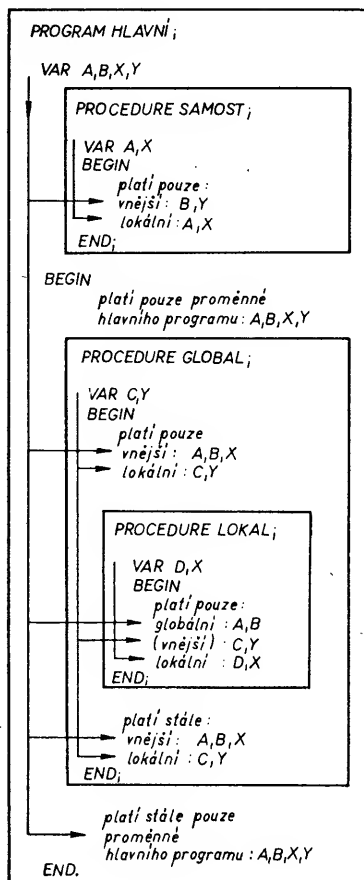 PROGRAM HLAVNÍ;
VAR A,B,X,Y
PROCEDURE SAMOST;
VAR A,X
BEGIN
platí pouze:
vnější: B,Y
lokální: A,X
END;
BEGIN
platí pouze proměnné
hlavního programu: A,B,X,Y
PROCEDURE GLOBAL;
VAR C,Y
BEGIN
platí pouze
vnější: A,B,X
lokální: C,Y
PROCEDURE LOKAL;
VAR D,X
BEGIN
platí pouze:
globální: A,B
(vnější): C,Y
lokální: D,X
END;
platí stále:
vnější: A,B,X
lokální: C,Y
END;
platí stále pouze
proměnné
hlavního programu: A,B,X,Y
END.